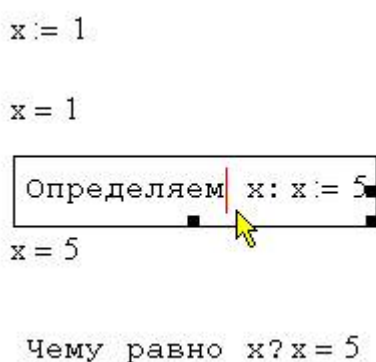 x := 1
x = 1
Определяем x: x := 5
x = 5
Чему равно x? x = 5